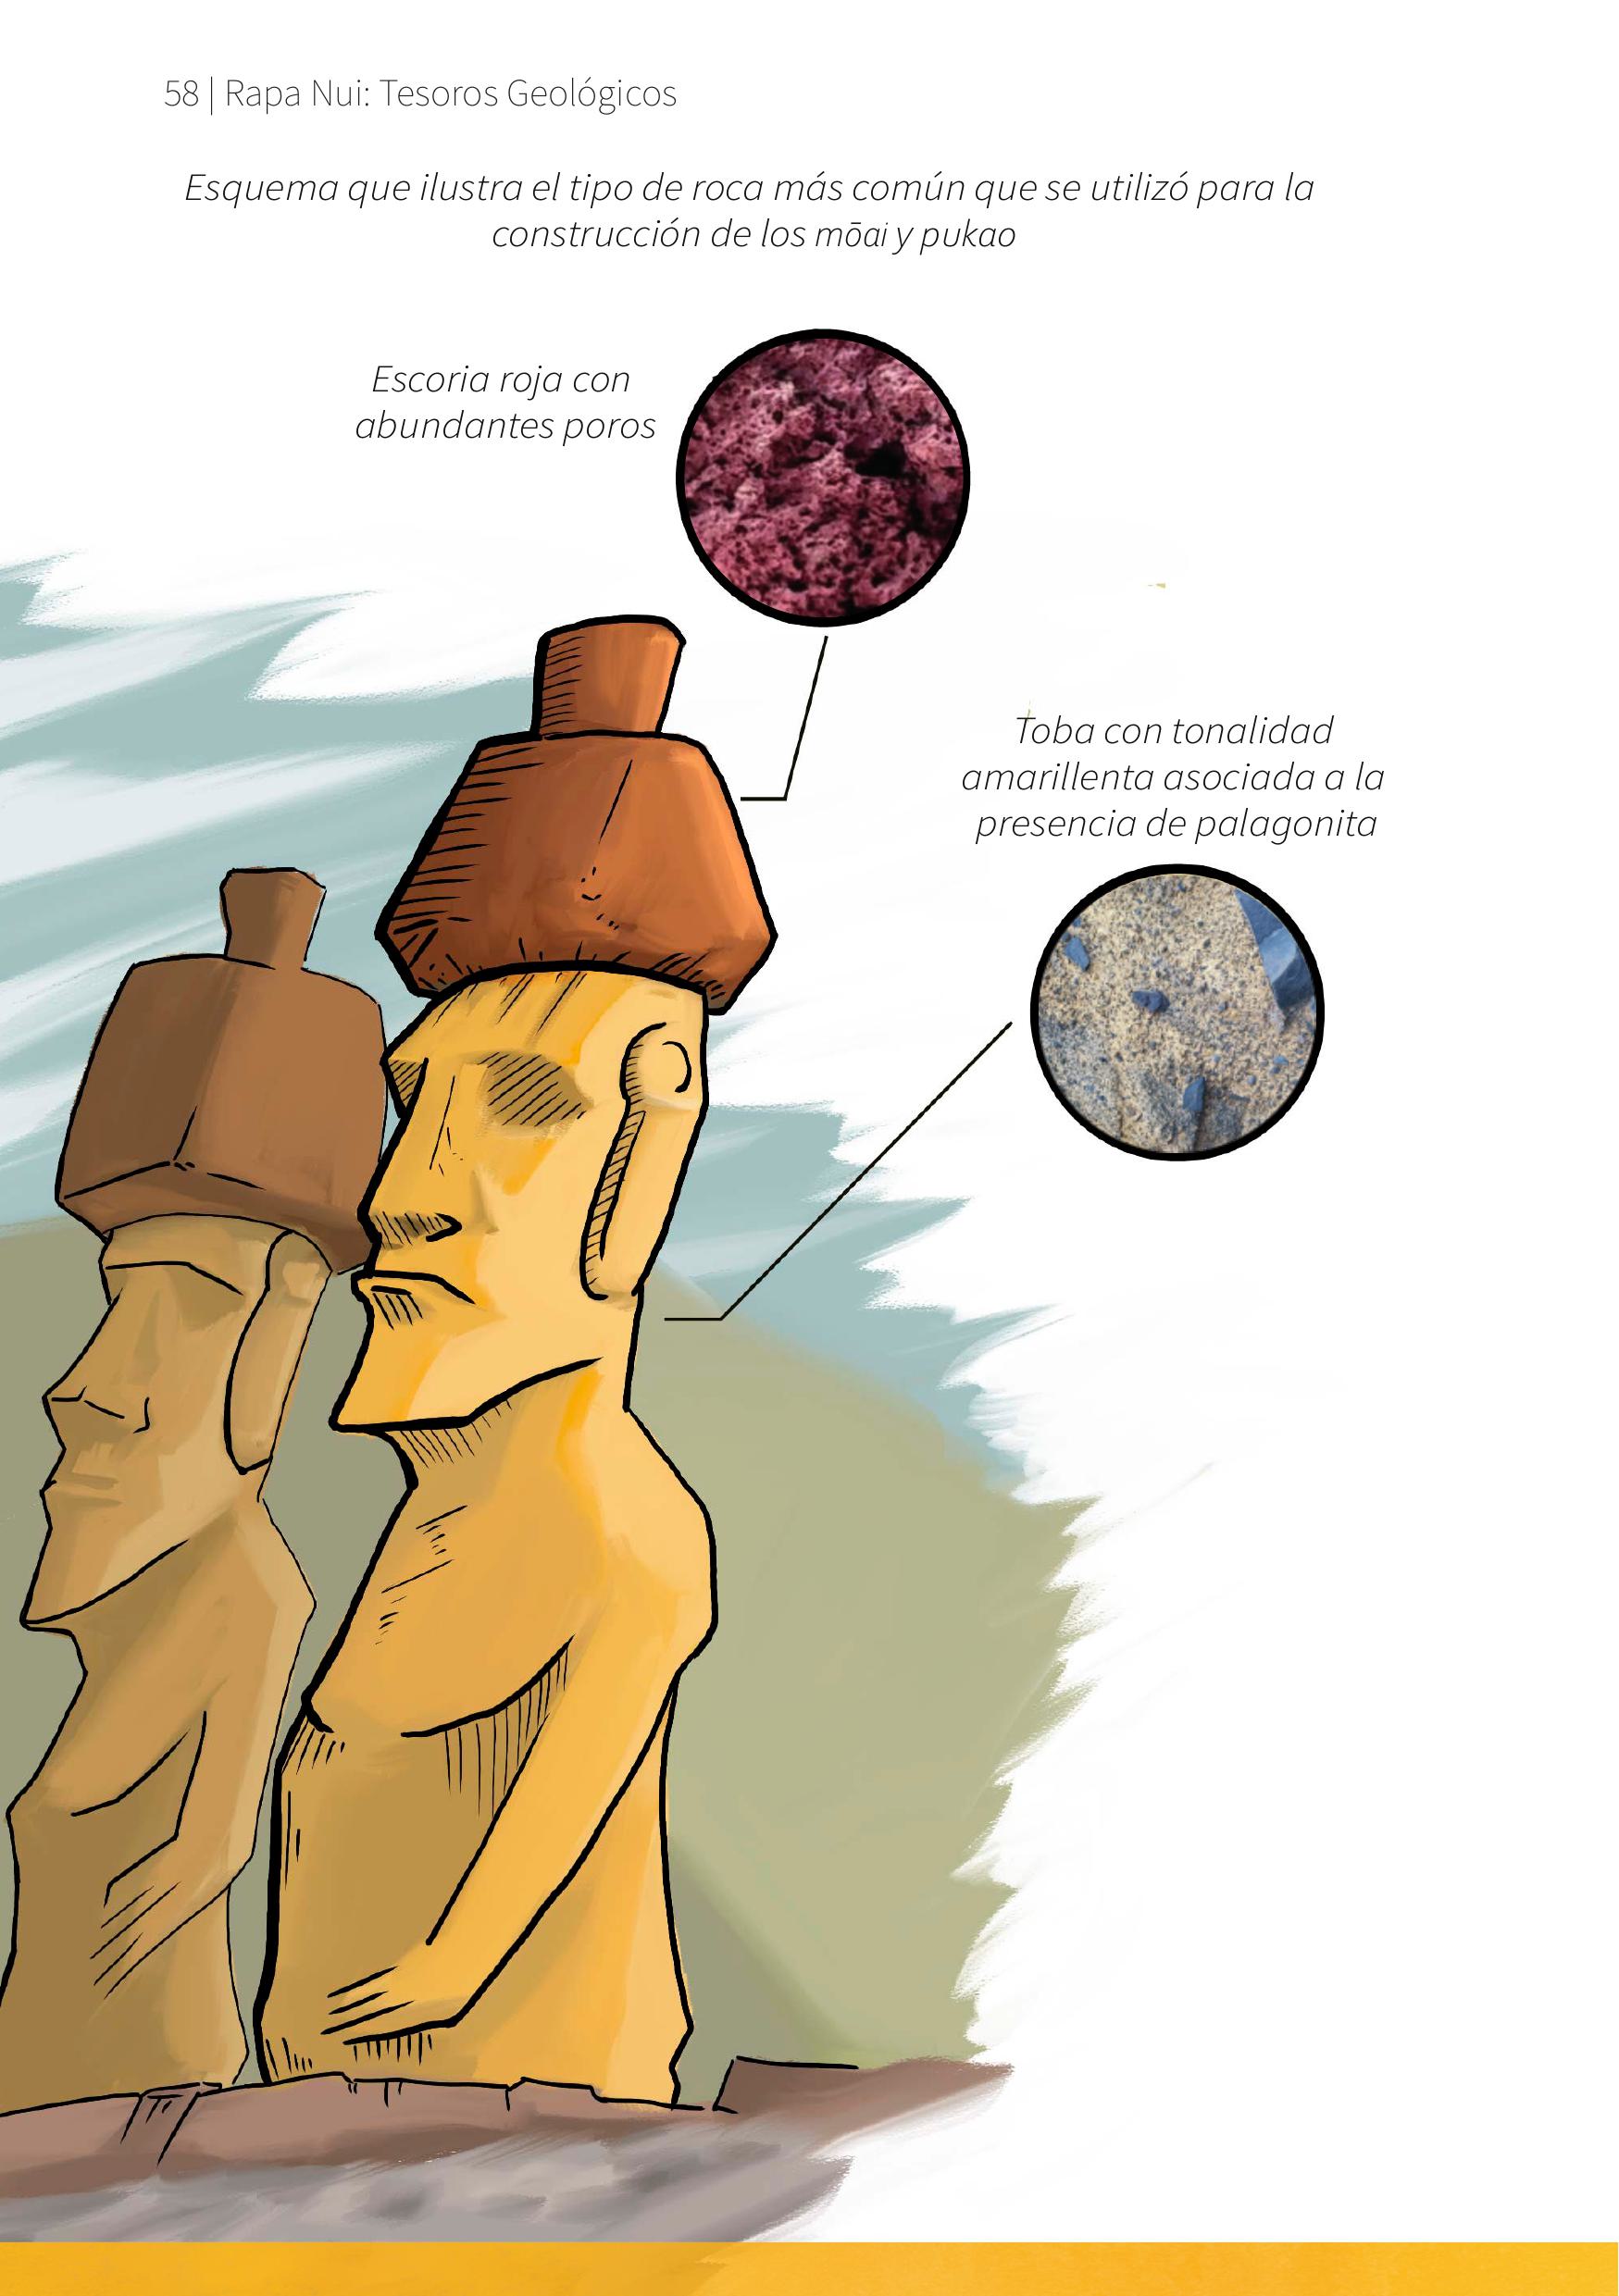 58 | Rapa Nui: Tesoros Geológicos
Esquema que ilustra el tipo de roca más común que se utilizó para la
construcción de los mōai y pukao
Escoria roja con
abundantes poros
Toba con tonalidad
amarillenta asociada a la
presencia de palagonita